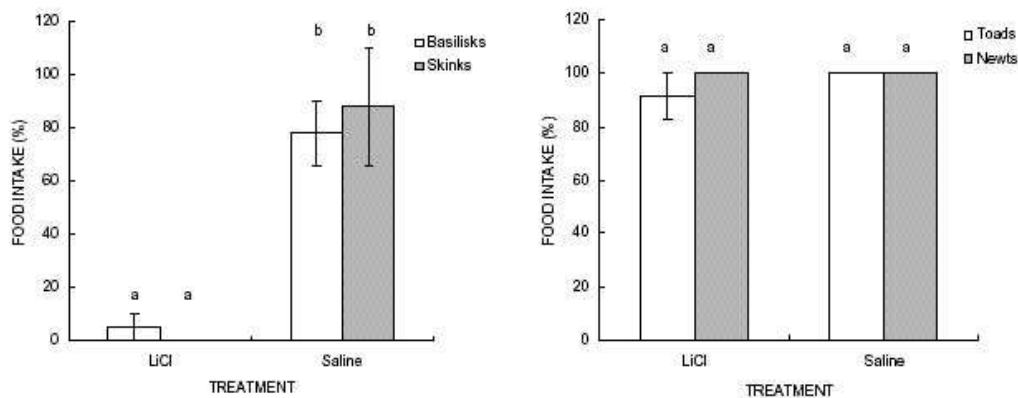 120
100
80
60
40
20
0
FOOD INTAKE (%)
a
a
b
b
Basilisks
Skinks
LiCl
Saline
TREATMENT
120
100
80
60
40
20
0
FOOD INTAKE (%)
a
a
a
a
Toads
Newts
LiCl
Saline
TREATMENT